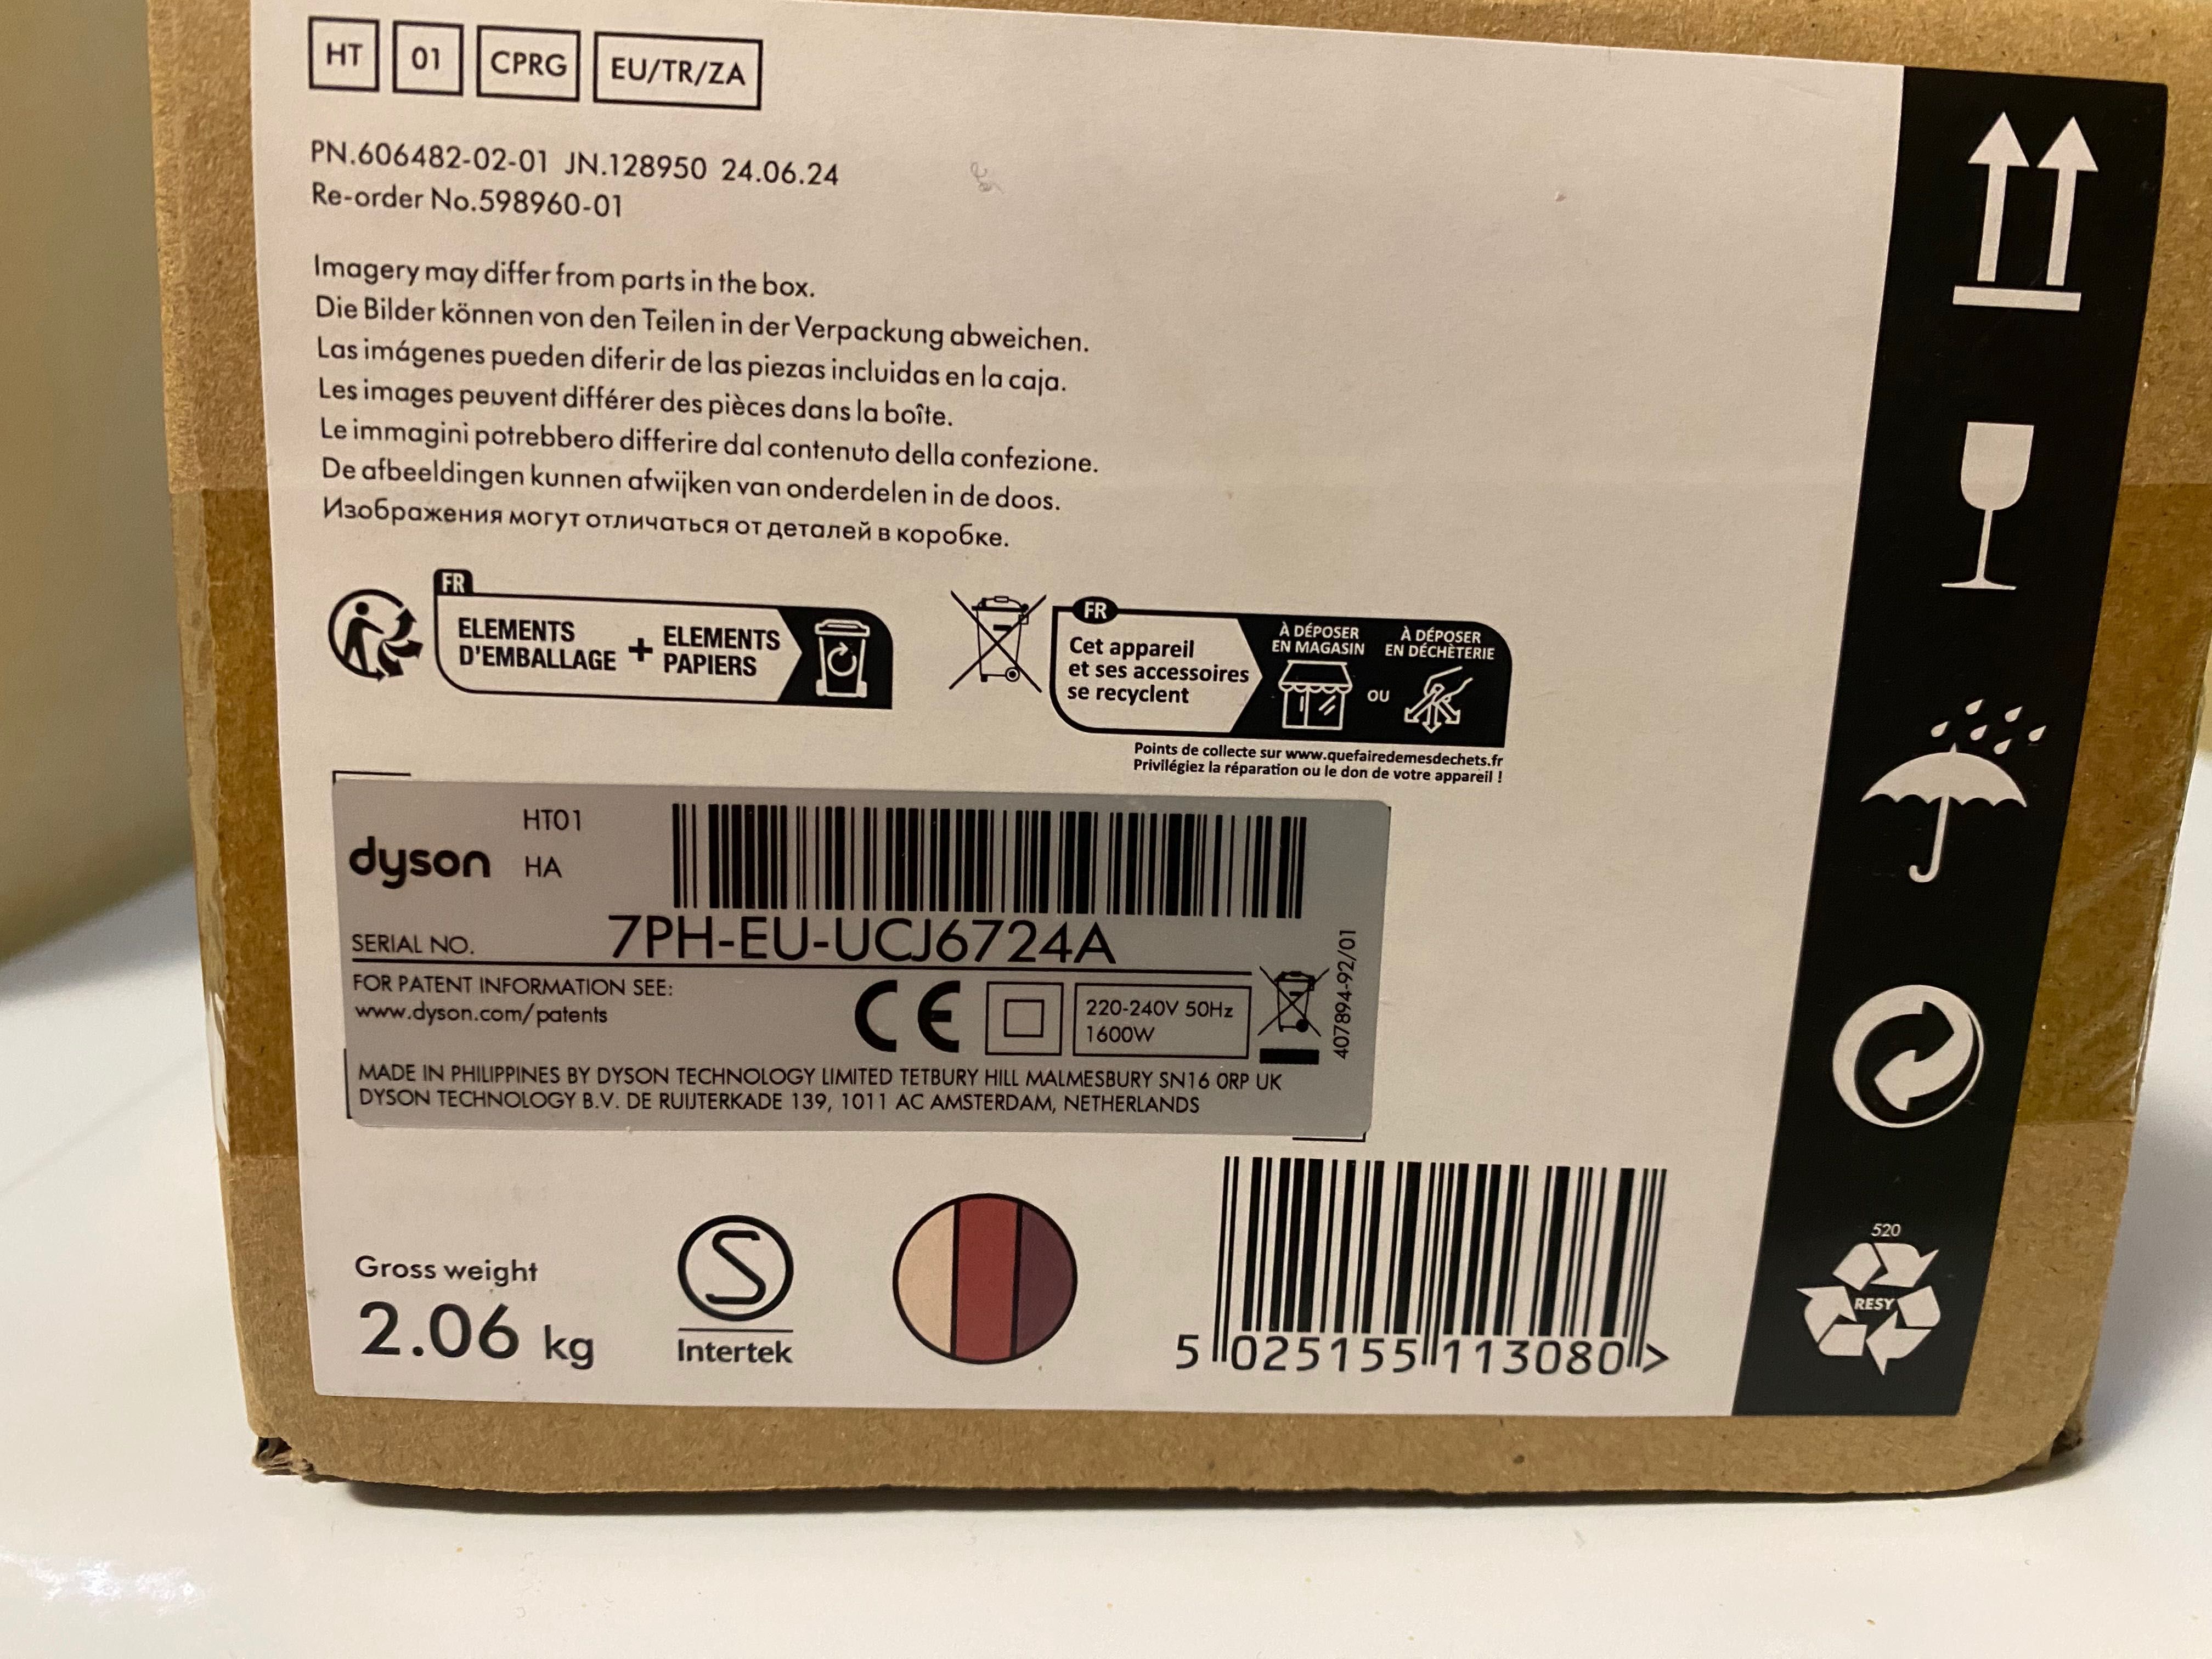 HT 01 CPRG EU/TR/ZA
PN.606482-02-01 JN.128950 24.06.24
Re-order No.598960-01
Imagery may differ from parts in the box.
Die Bilder können von den Teilen in der Verpackung abweichen.
Las imágenes pueden diferir de las piezas incluidas en la caja.
Les images peuvent différer des pièces dans la boîte.
Le immagini potrebbero differire dal contenuto della confezione.
De afbeeldingen kunnen afwijken van onderdelen in de doos.
Изображения могут отличаться от деталей в коробке.
FR
ELEMENTS
D'EMBALLAGE
+
ELEMENTS
PAPIERS
FR
Cet appareil
et ses accessoires
se recyclent
À DÉPOSER
EN MAGASIN
OU
À DÉPOSER
EN DÉCHÈTERIE
Points de collecte sur www.quefairedemesdechets.fr
Privilégiez la réparation ou le don de votre appareil !
HT01
dyson HA
SERIAL NO. 7PH-EU-UCJ6724A
FOR PATENT INFORMATION SEE:
www.dyson.com/patents
CE
220-240V 50Hz
1600W
407894-92/01
MADE IN PHILIPPINES BY DYSON TECHNOLOGY LIMITED TETBURY HILL MALMESBURY SN16 0RP UK
DYSON TECHNOLOGY B.V. DE RUIJTERKADE 139, 1011 AC AMSTERDAM, NETHERLANDS
Gross weight
2.06 kg
S
Intertek
5 025155 113080 >
520
RESY